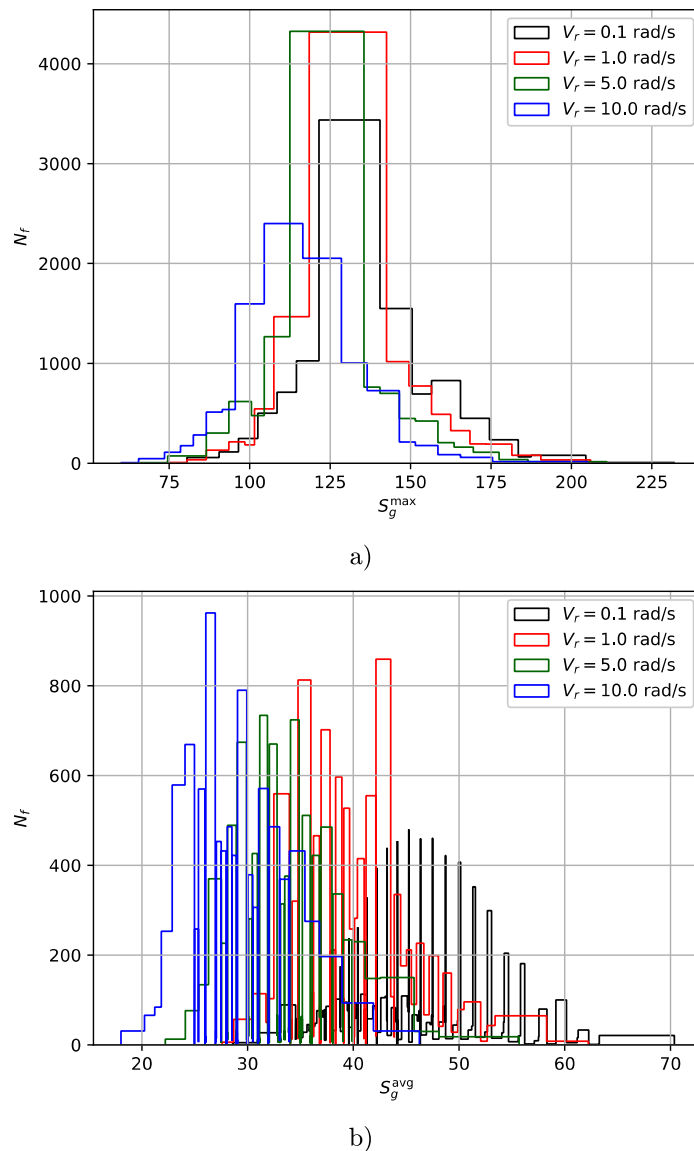 4000
3000
2000
1000
0
N_f
75 100 125 150 175 200 225
S_g^max
V_r = 0.1 rad/s
V_r = 1.0 rad/s
V_r = 5.0 rad/s
V_r = 10.0 rad/s
a)
1000
800
600
400
200
0
N_f
20 30 40 50 60 70
S_g^avg
V_r = 0.1 rad/s
V_r = 1.0 rad/s
V_r = 5.0 rad/s
V_r = 10.0 rad/s
b)